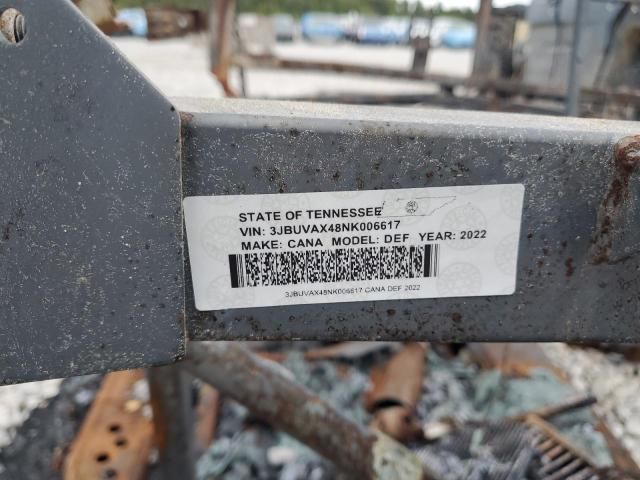 STATE OF TENNESSEE
VIN: 3JBUVAX48NK006617
MAKE: CANA MODEL: DEF YEAR: 2022
3JBUVAX48NK006617 CANA DEF 2022